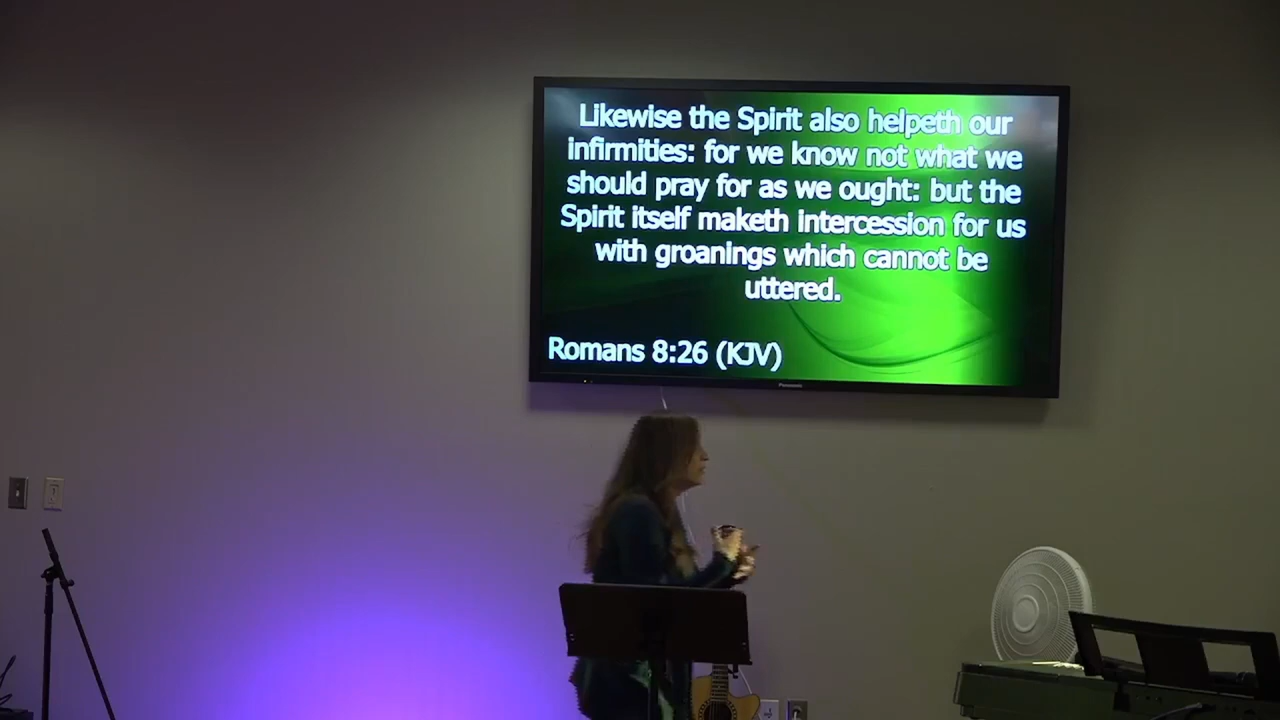 Likewise the Spirit also helpeth our
infirmities: for we know not what we
should pray for as we ought: but the
Spirit itself maketh intercession for us
with groanings which cannot be
uttered.
Romans 8:26 (KJV)
Panasonic